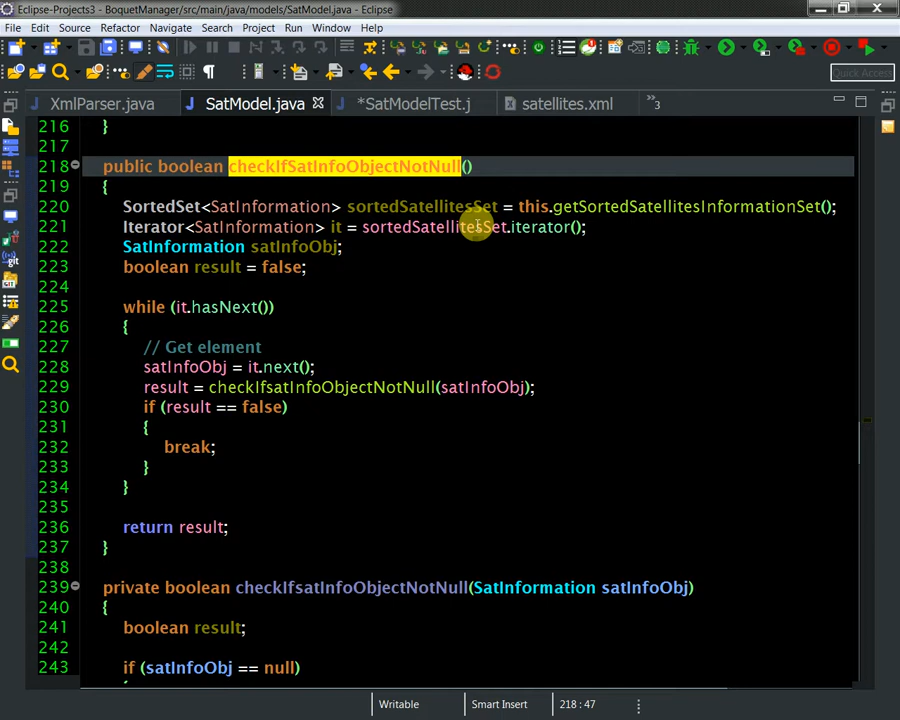 Eclipse-Projects3 - BoquetManager/src/main/java/models/SatModel.java - Eclipse
File Edit Source Refactor Navigate Search Project Run Window Help
Quick Access
XmlParser.java SatModel.java *SatModelTest.j satellites.xml »3
216 }
217
218 public boolean checkIfSatInfoObjectNotNull()
219 {
220 SortedSet<SatInformation> sortedSatellitesSet = this.getSortedSatellitesInformationSet();
221 Iterator<SatInformation> it = sortedSatellitesSet.iterator();
222 SatInformation satInfoObj;
223 boolean result = false;
224
225 while (it.hasNext())
226 {
227 // Get element
228 satInfoObj = it.next();
229 result = checkIfsatInfoObjectNotNull(satInfoObj);
230 if (result == false)
231 {
232 break;
233 }
234 }
235
236 return result;
237 }
238
239 private boolean checkIfsatInfoObjectNotNull(SatInformation satInfoObj)
240 {
241 boolean result;
242
243 if (satInfoObj == null)
Writable Smart Insert 218 : 47